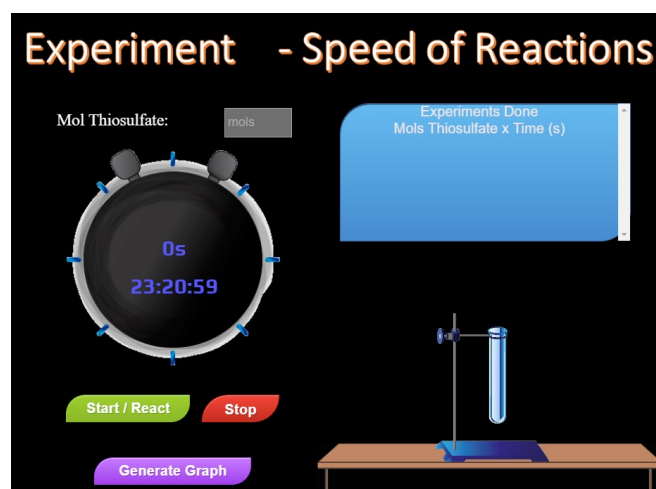 Experiment - Speed of Reactions
Mol Thiosulfate:
mols
Experiments Done
Mols Thiosulfate x Time (s)
0s
23:20:59
Start / React
Stop
Generate Graph